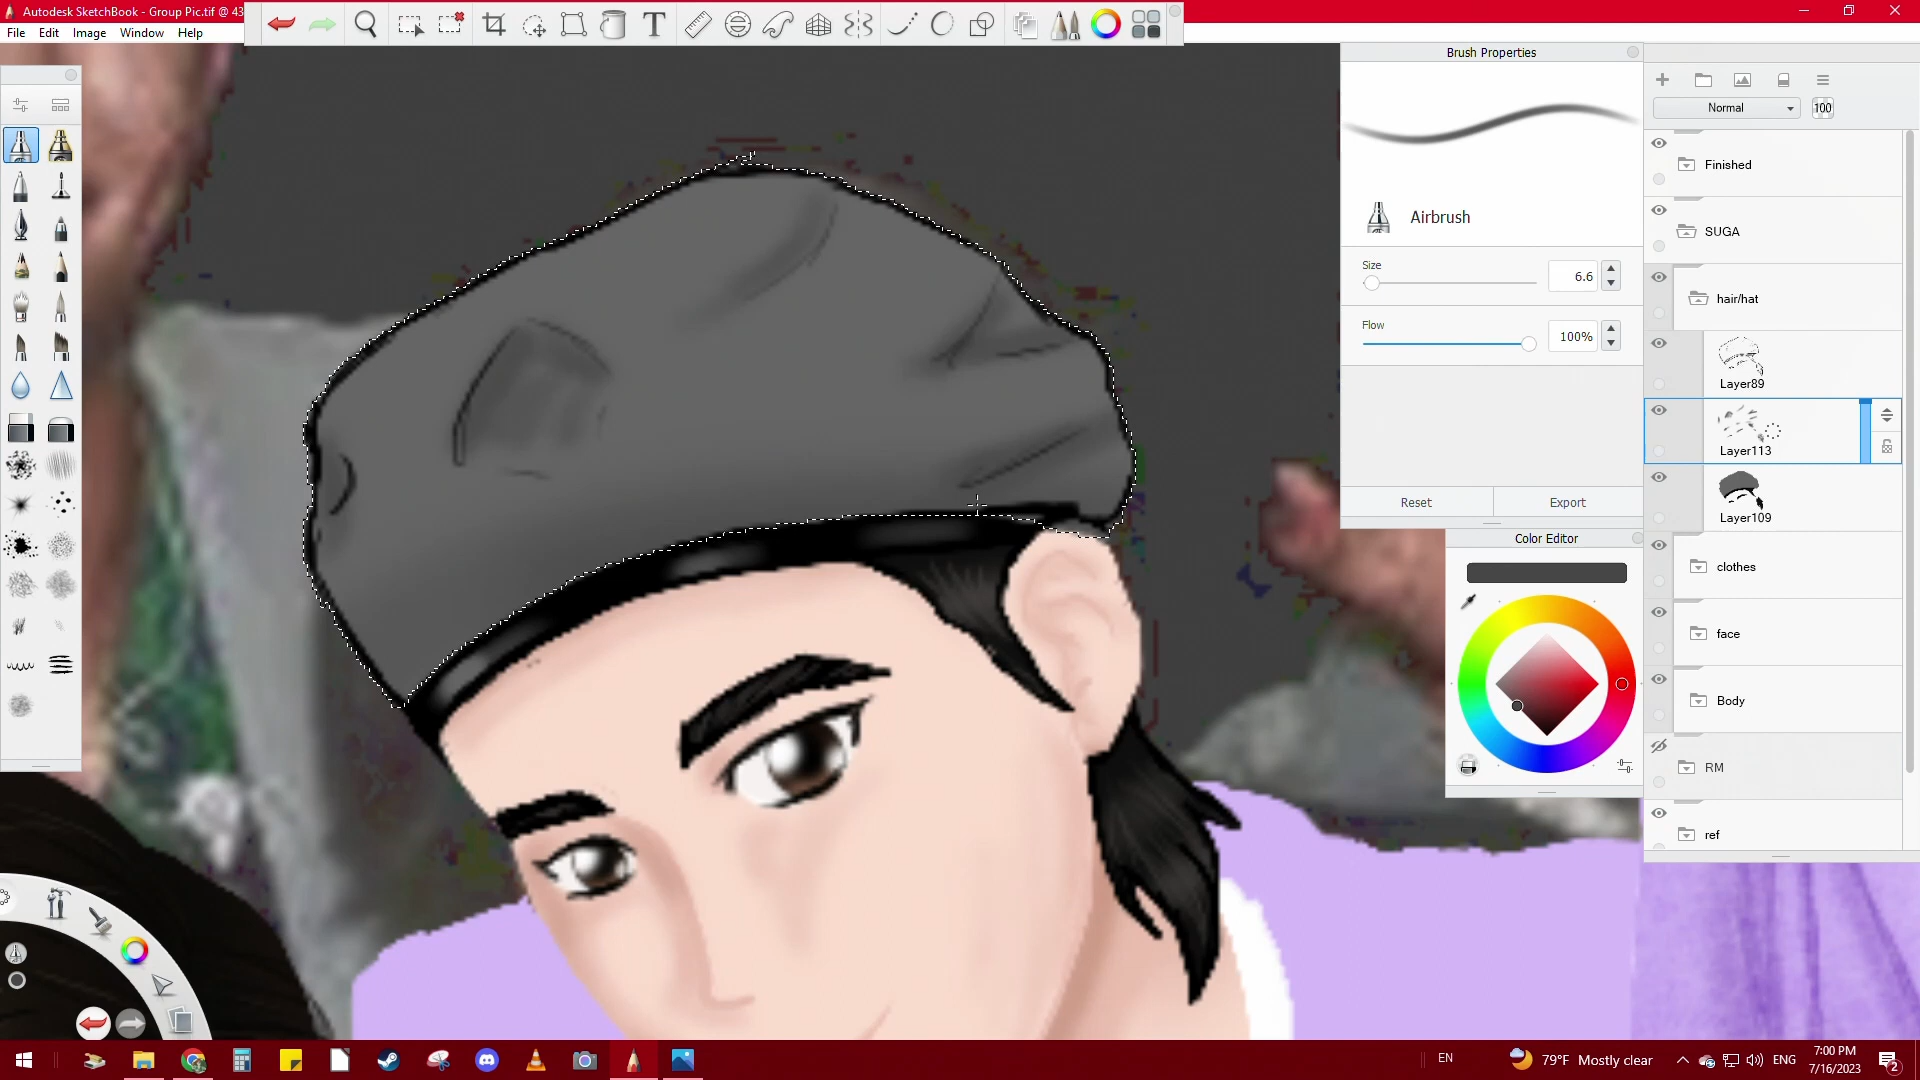 Autodesk SketchBook - Group Pic.tif @ 43
File Edit Image Window Help
Brush Properties
Airbrush
Size
6.6
Flow
100%
Reset Export
Color Editor
Normal 100
Finished
SUGA
hair/hat
Layer89
Layer113
Layer109
clothes
face
Body
RM
ref
EN
79°F Mostly clear
ENG
7:00 PM
7/16/2023
2